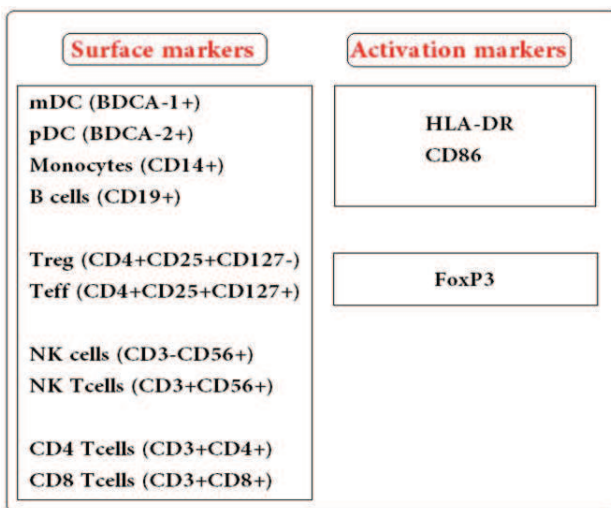 Surface markers
mDC (BDCA-1+)
pDC (BDCA-2+)
Monocytes (CD14+)
B cells (CD19+)
Treg (CD4+CD25+CD127-)
Teff (CD4+CD25+CD127+)
NK cells (CD3-CD56+)
NK Tcells (CD3+CD56+)
CD4 Tcells (CD3+CD4+)
CD8 Tcells (CD3+CD8+)
Activation markers
HLA-DR
CD86
FoxP3